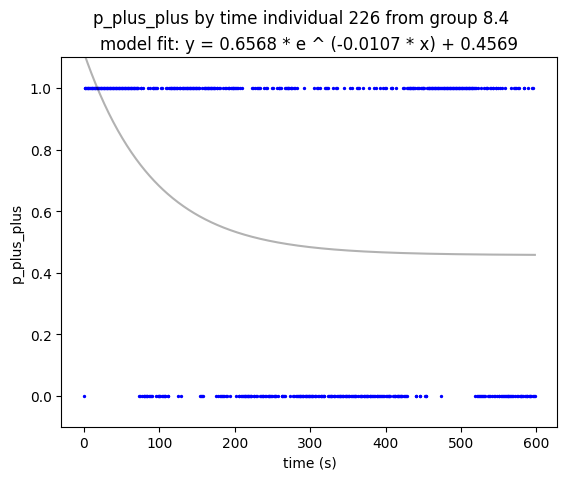 p_plus_plus by time individual 226 from group 8.4
model fit: y = 0.6568 * e ^ (-0.0107 * x) + 0.4569
1.0
0.8
0.6
0.4
0.2
0.0
p_plus_plus
0 100 200 300 400 500 600
time (s)